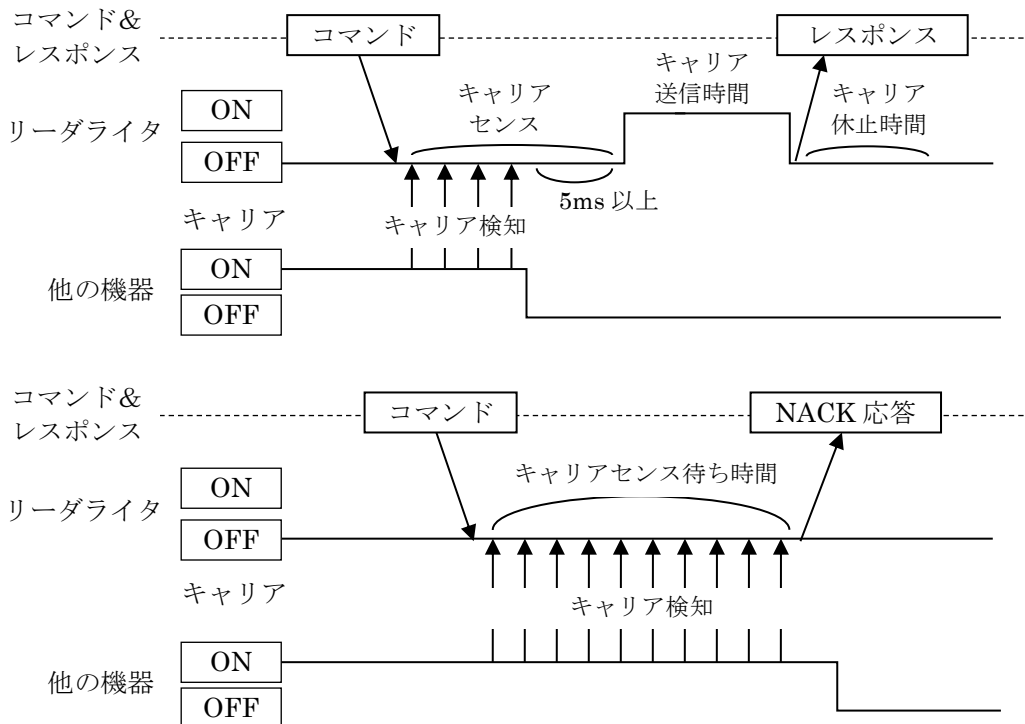 コマンド&
レスポンス
コマンド
レスポンス
キャリア
センス
キャリア
送信時間
キャリア
休止時間
リーダライタ
ON
OFF
5ms 以上
キャリア
キャリア検知
他の機器
ON
OFF
コマンド&
レスポンス
コマンド
NACK 応答
キャリアセンス待ち時間
リーダライタ
ON
OFF
キャリア
キャリア検知
他の機器
ON
OFF